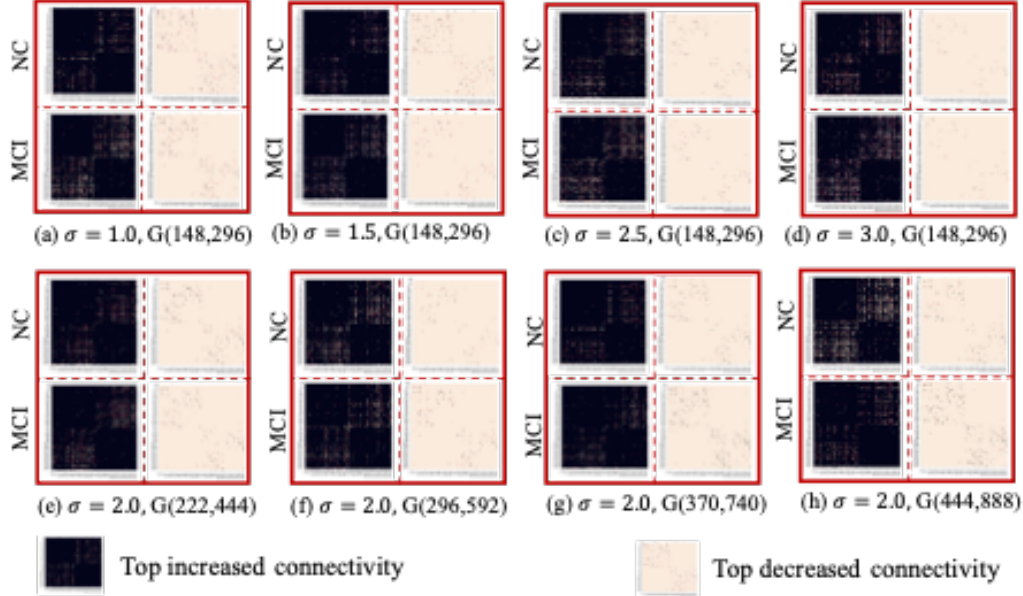 NC
MCI
NC
MCI
NC
MCI
NC
MCI
(a) σ = 1.0, G(148,296)
(b) σ = 1.5, G(148,296)
(c) σ = 2.5, G(148,296)
(d) σ = 3.0, G(148,296)
NC
MCI
NC
MCI
NC
MCI
NC
MCI
(e) σ = 2.0, G(222,444)
(f) σ = 2.0, G(296,592)
(g) σ = 2.0, G(370,740)
(h) σ = 2.0, G(444,888)
Top increased connectivity
Top decreased connectivity